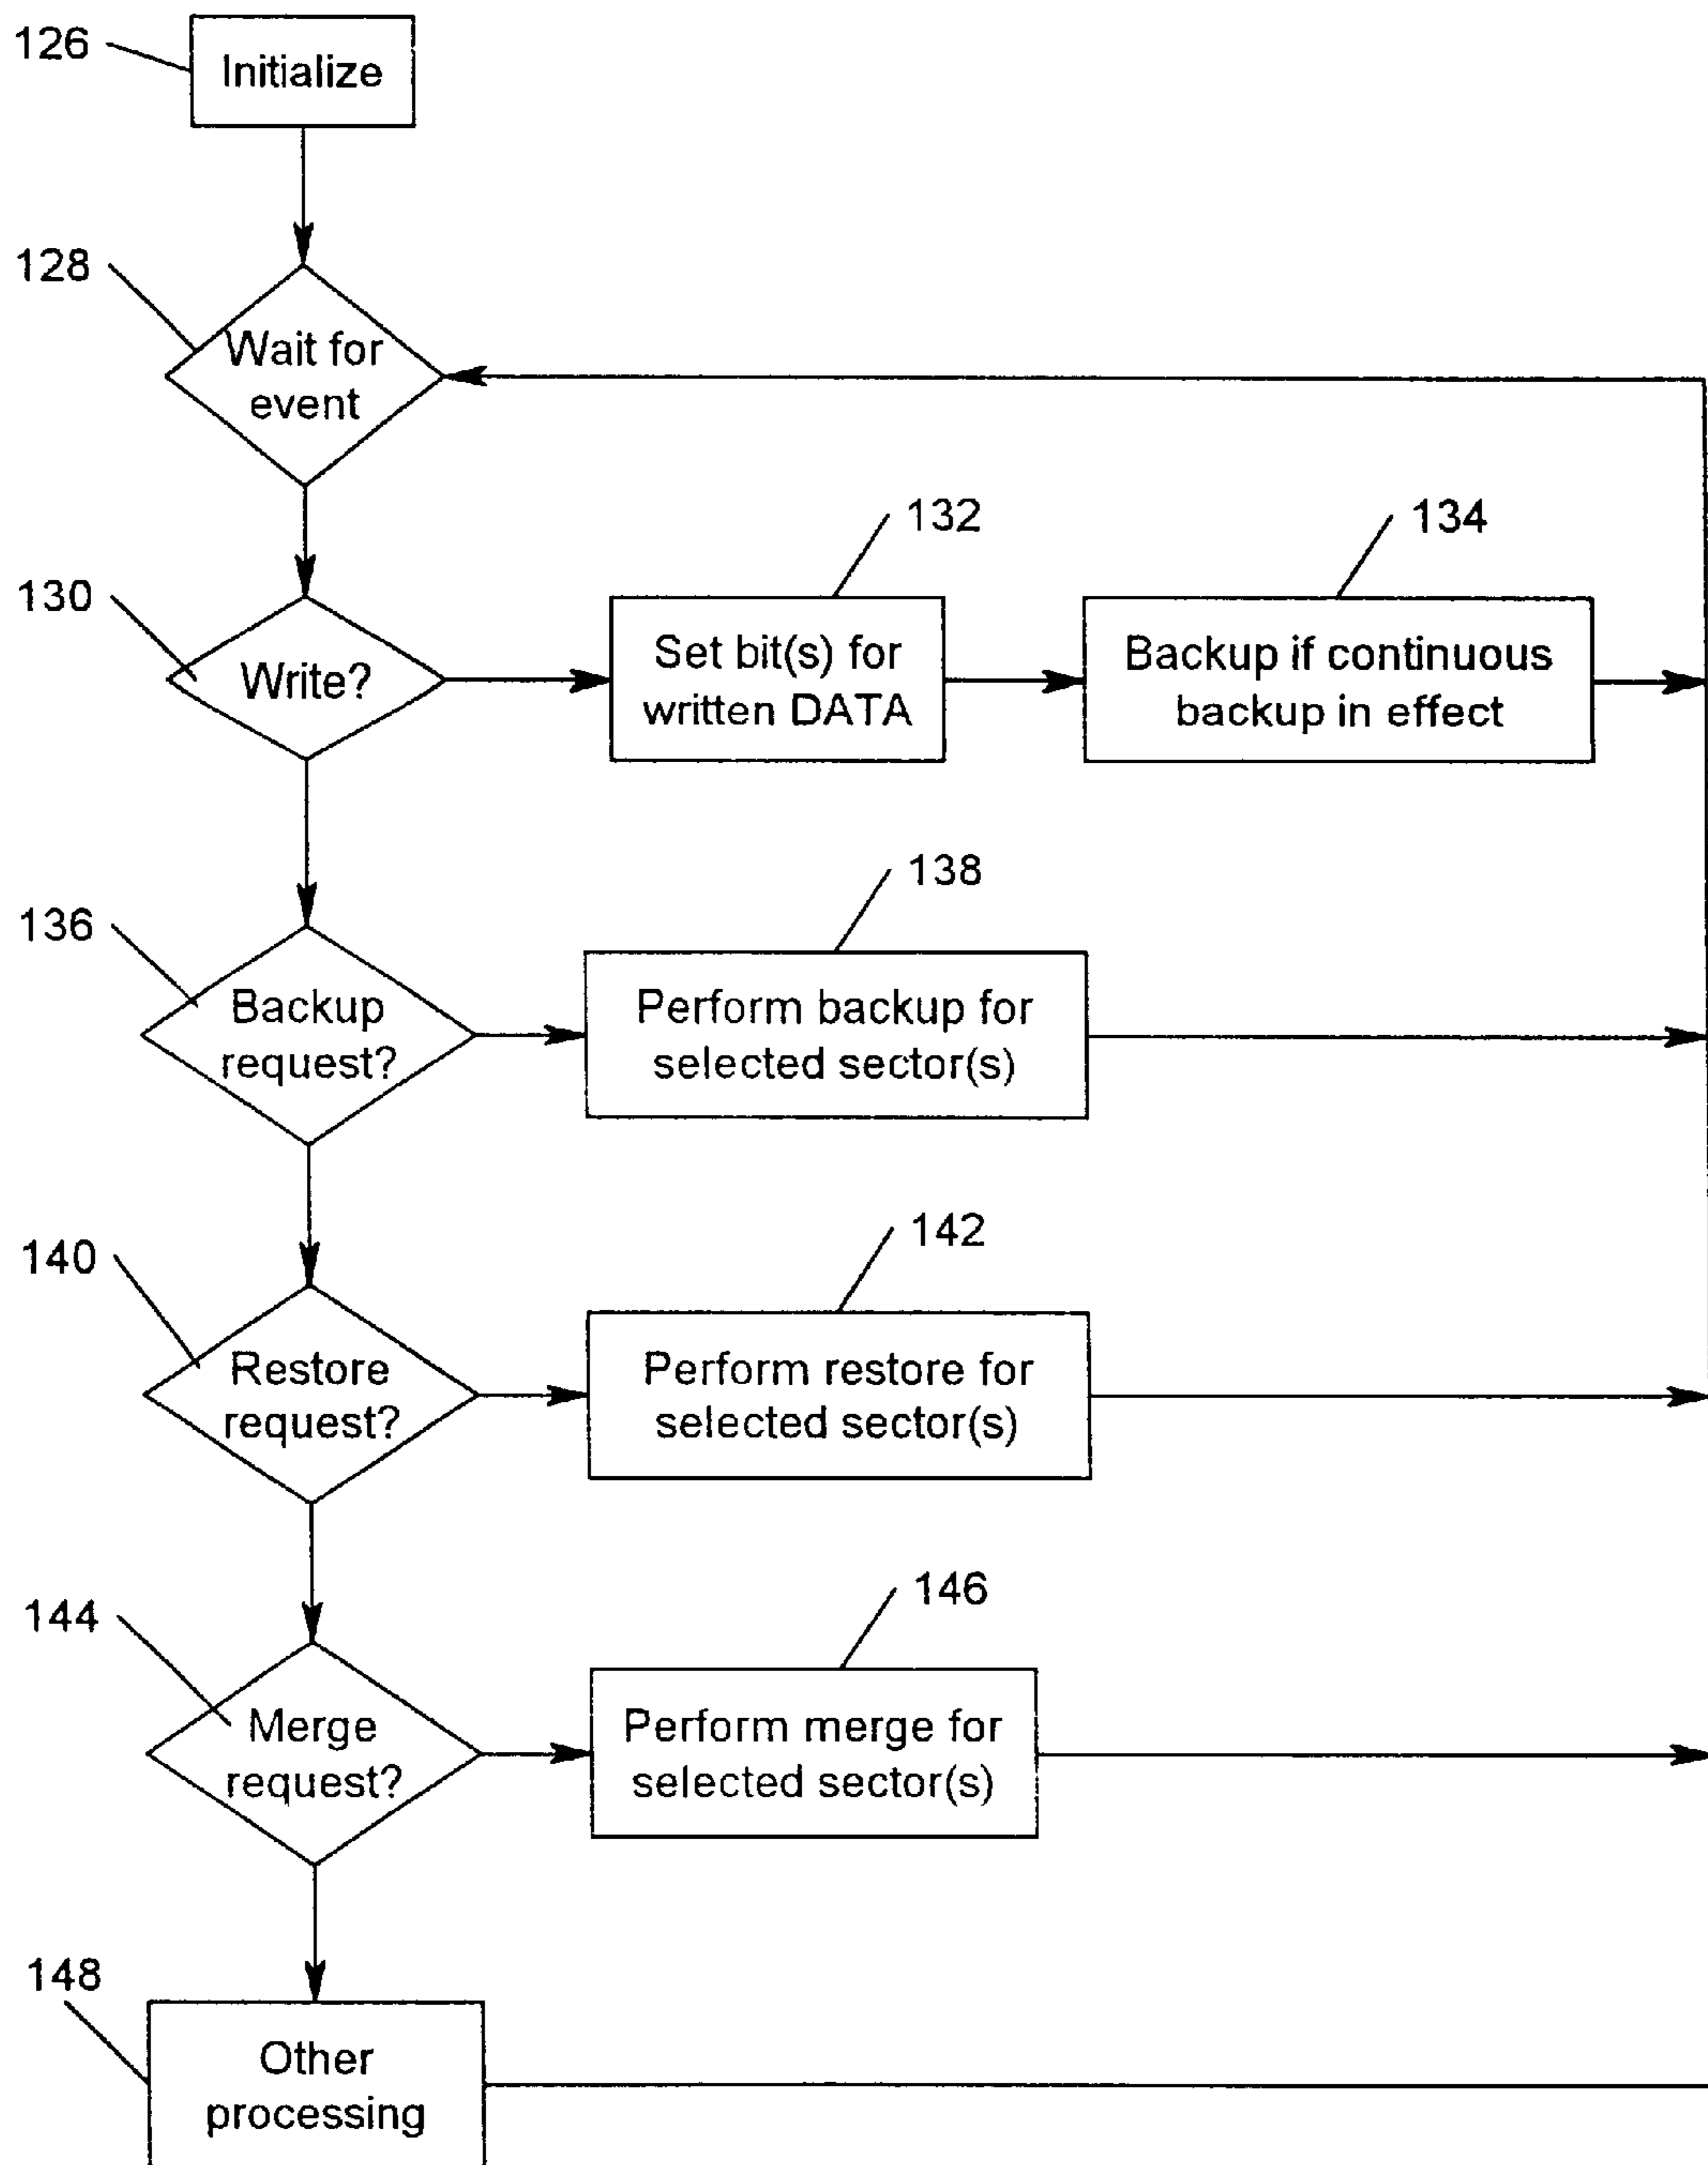 126
Initialize
128
Wait for
event
132
134
130
Write?
Set bit(s) for
written DATA
Backup if continuous
backup in effect
138
136
Backup
request?
Perform backup for
selected sector(s)
142
140
Restore
request?
Perform restore for
selected sector(s)
146
144
Merge
request?
Perform merge for
selected sector(s)
148
Other
processing